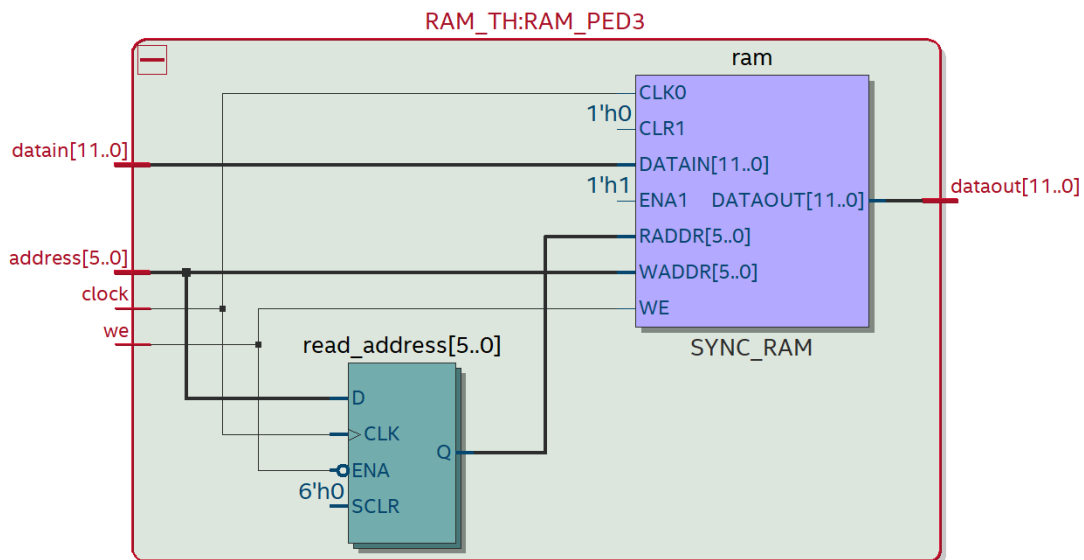 RAM_TH:RAM_PED3
ram
CLK0
1'h0
CLR1
datain[11..0]
DATAIN[11..0]
1'h1
ENA1
DATAOUT[11..0]
dataout[11..0]
RADDR[5..0]
address[5..0]
WADDR[5..0]
clock
WE
we
read_address[5..0]
SYNC_RAM
D
CLK
Q
ENA
6'h0
SCLR